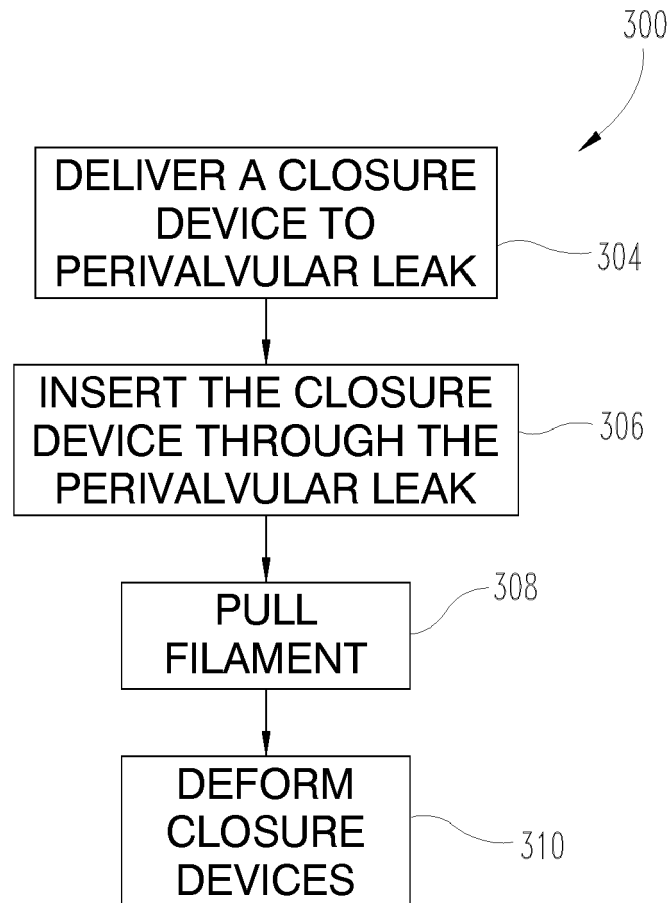 300
DELIVER A CLOSURE
DEVICE TO
PERIVALVULAR LEAK
304
INSERT THE CLOSURE
DEVICE THROUGH THE
PERIVALVULAR LEAK
306
PULL
FILAMENT
308
DEFORM
CLOSURE
DEVICES
310